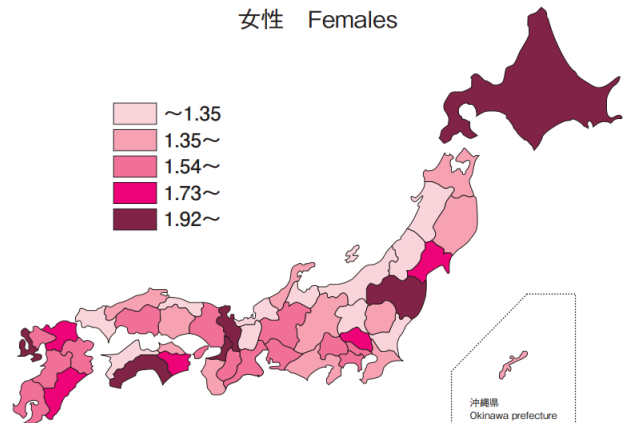 女性　Females
～1.35
1.35～
1.54～
1.73～
1.92～
沖縄県
Okinawa prefecture